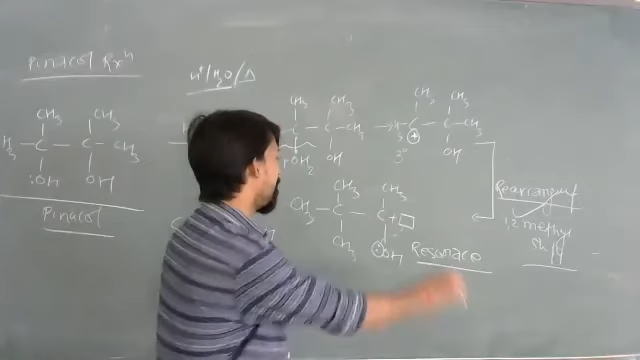 Pinacol Rxn
H+/H2O/Δ
CH3 CH3
H3 C — C — CH3
:OH OH
Pinacol
CH3 CH3
C — C — CH3
OH2 OH
CH3 CH3
C — C —
+
3° OH
Rearrangement
1,2 methyl
shift
CH3 CH3
CH3 — C — C +
CH3 :OH
Resonance